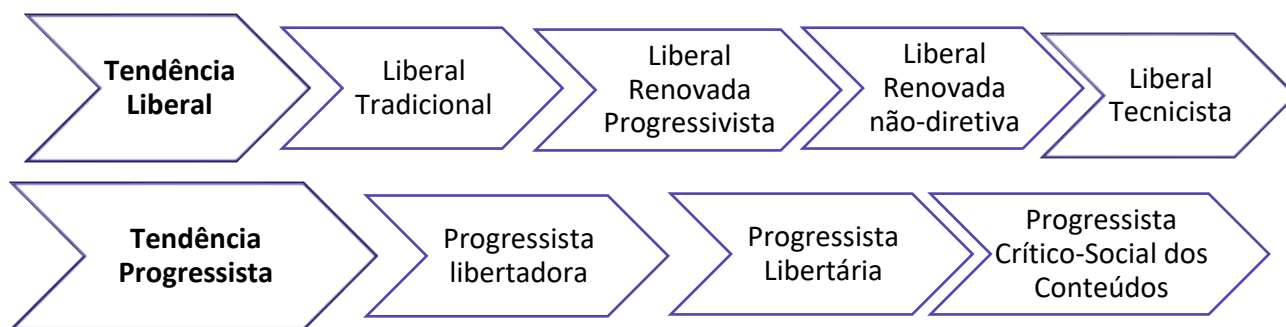 Tendência
Liberal
Liberal
Tradicional
Liberal
Renovada
Progressivista
Liberal
Renovada
não-diretiva
Liberal
Tecnicista
Tendência
Progressista
Progressista
libertadora
Progressista
Libertária
Progressista
Crítico-Social dos
Conteúdos